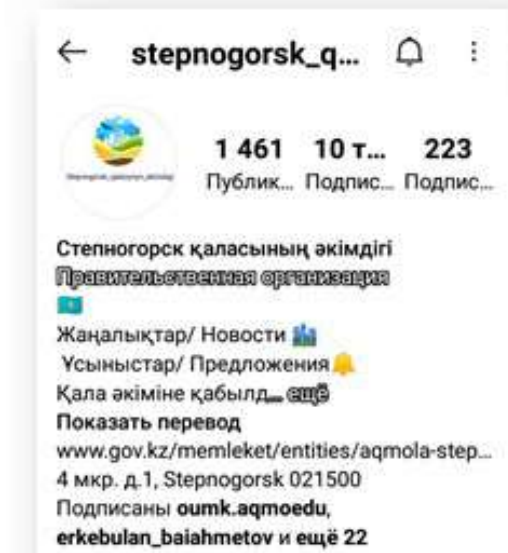 stepnogorsk_q...
1 461 10 т... 223
Публик... Подпис... Подпис...
Степногорск қаласының әкімдігі
Правительственная организация
Жаңалықтар/ Новости
Ұсыныстар/ Предложения
Қала әкіміне қабылд... ещё
Показать перевод
www.gov.kz/memleket/entities/aqmola-step...
4 мкр. д.1, Stepnogorsk 021500
Подписаны oumk.aqmoedu,
erkebulan_baiahmetov и ещё 22